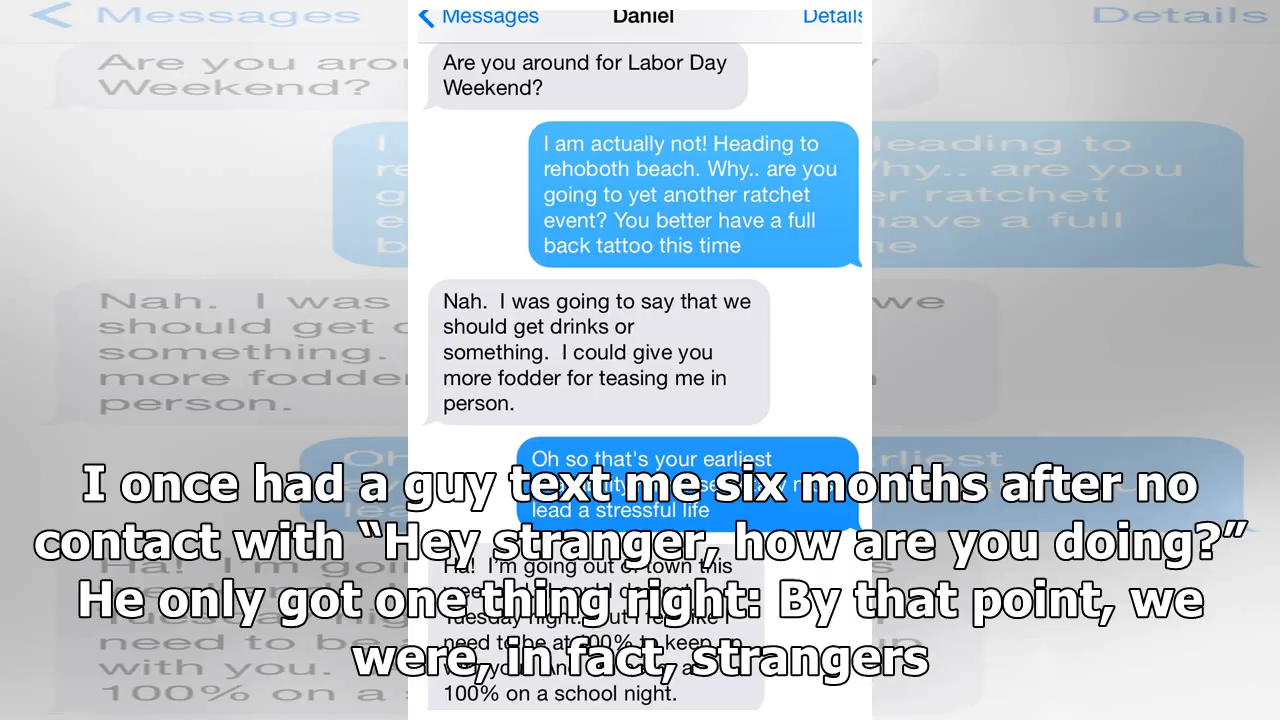 Messages
Daniel
Details
Are you around for Labor Day
Weekend?
I am actually not! Heading to
rehoboth beach. Why.. are you
going to yet another ratchet
event? You better have a full
back tattoo this time
Nah. I was going to say that we
should get drinks or
something. I could give you
more fodder for teasing me in
person.
Oh so that's your earliest
lead a stressful life
Ha! I'm going out of town this
Tuesday night.
need to be at 100% to keep up
with you.
100% on a school night.
I once had a guy text me six months after no
contact with “Hey stranger, how are you doing?”
He only got one thing right: By that point, we
were, in fact, strangers